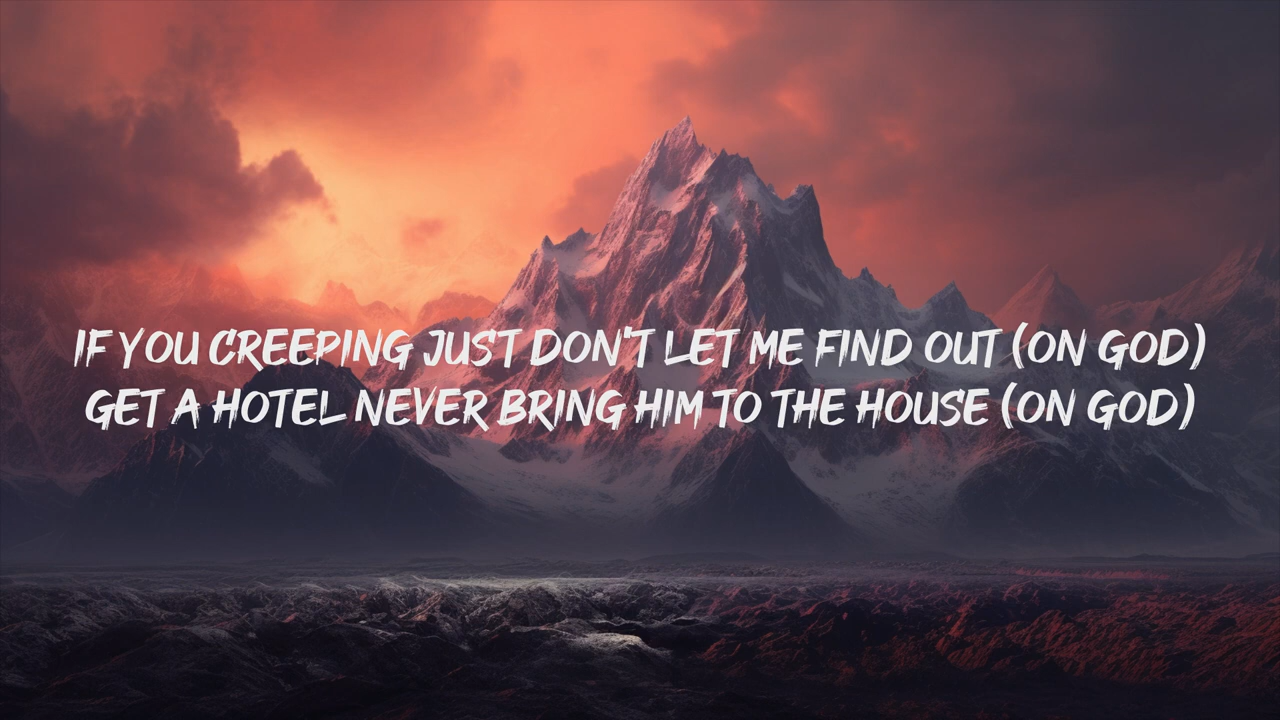 IF YOU CREEPING JUST DON'T LET ME FIND OUT (ON GOD)
GET A HOTEL NEVER BRING HIM TO THE HOUSE (ON GOD)